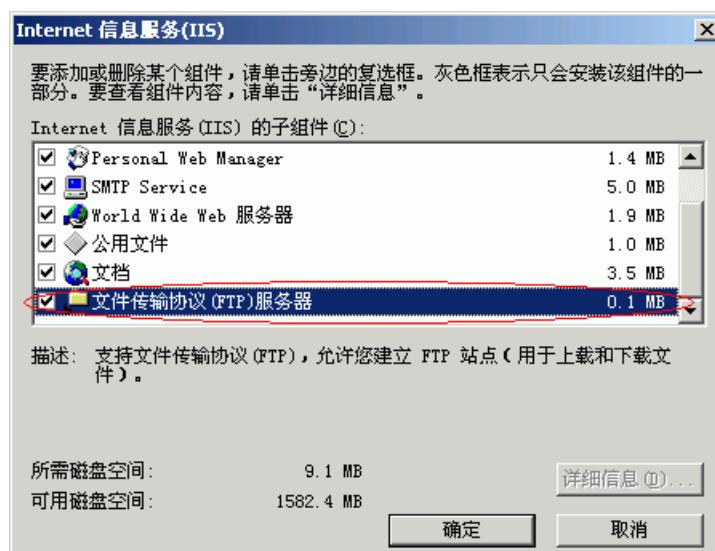 Internet 信息服务(IIS)
要添加或删除某个组件，请单击旁边的复选框。灰色框表示只会安装该组件的一
部分。要查看组件内容，请单击“详细信息”。
Internet 信息服务(IIS) 的子组件(C):
Personal Web Manager 1.4 MB
SMTP Service 5.0 MB
World Wide Web 服务器 1.9 MB
公用文件 1.0 MB
文档 3.5 MB
文件传输协议(FTP)服务器 0.1 MB
描述: 支持文件传输协议(FTP)，允许您建立 FTP 站点(用于上载和下载文
件)。
所需磁盘空间: 9.1 MB
详细信息(D)...
可用磁盘空间: 1582.4 MB
确定 取消